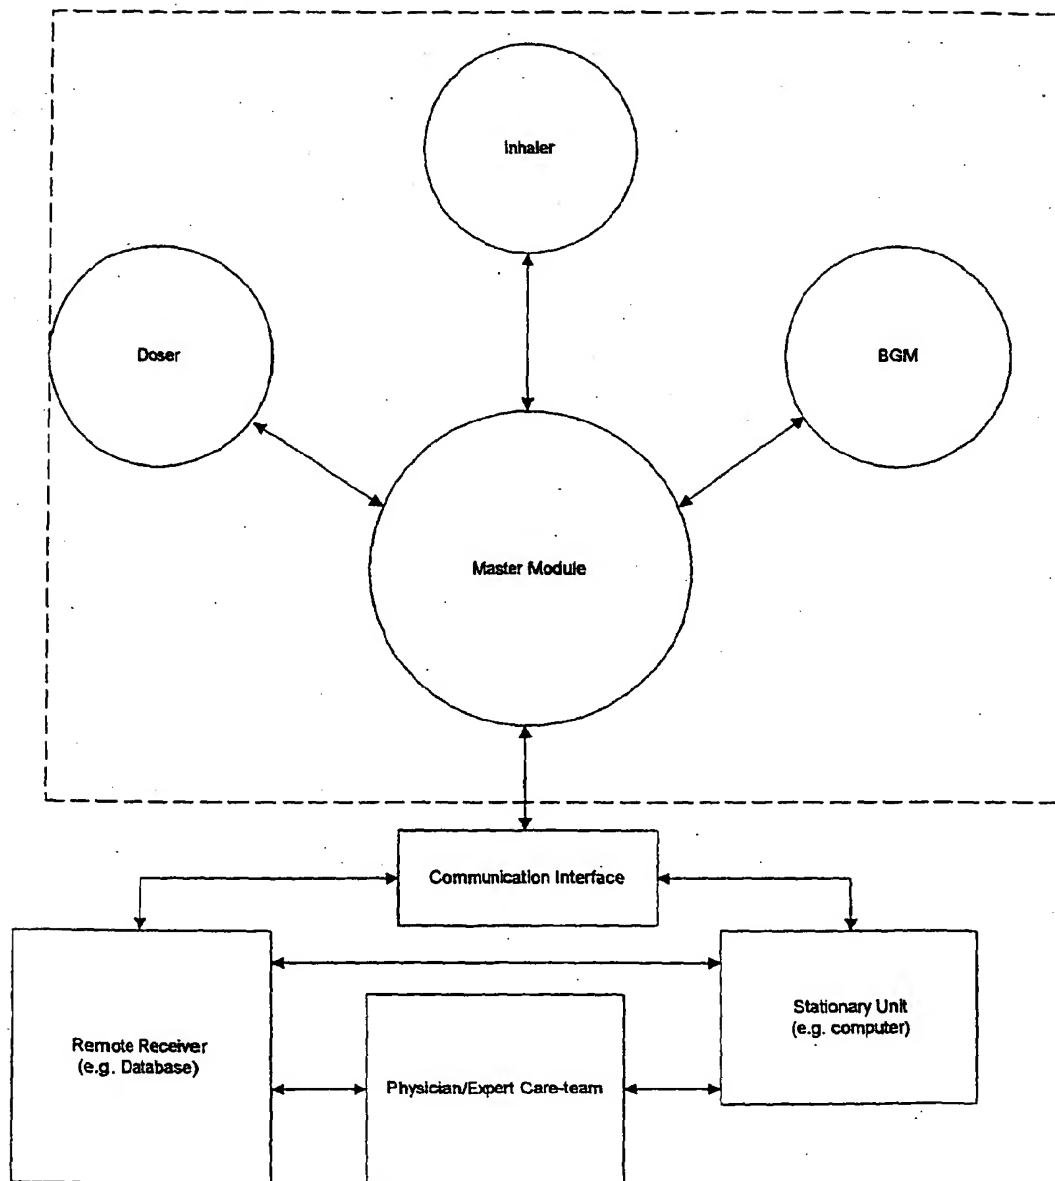 Inhaler
Doser
BGM
Master Module
Communication Interface
Stationary Unit
(e.g. computer)
Remote Receiver
(e.g. Database)
Physician/Expert Care-team